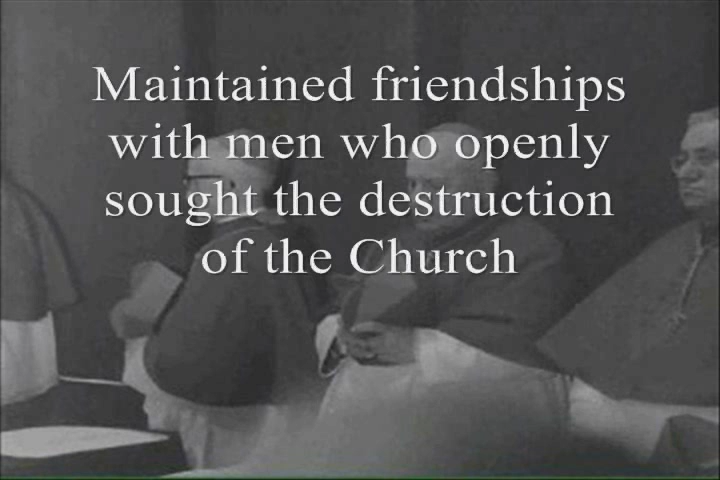 Maintained friendships
with men who openly
sought the destruction
of the Church